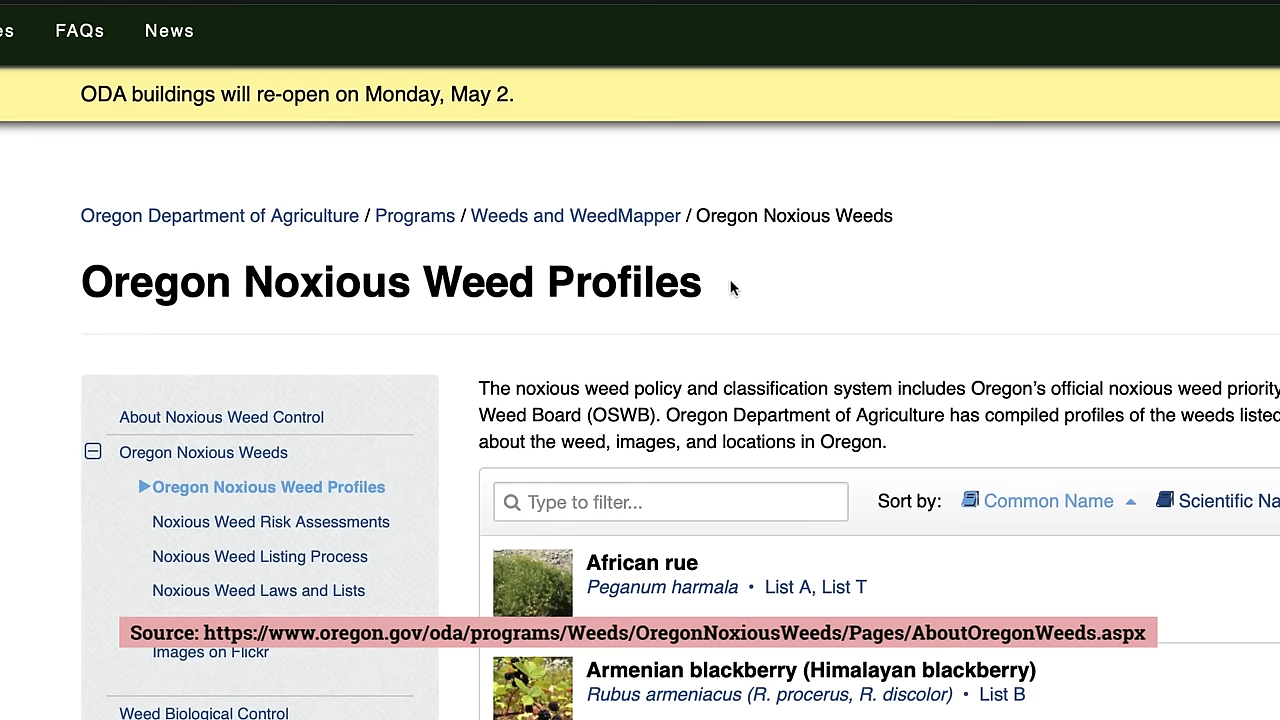 es FAQs News
ODA buildings will re-open on Monday, May 2.
Oregon Department of Agriculture / Programs / Weeds and WeedMapper / Oregon Noxious Weeds
Oregon Noxious Weed Profiles
About Noxious Weed Control
Oregon Noxious Weeds
Oregon Noxious Weed Profiles
Noxious Weed Risk Assessments
Noxious Weed Listing Process
Noxious Weed Laws and Lists
Images on Flickr
Weed Biological Control
The noxious weed policy and classification system includes Oregon's official noxious weed priority
Weed Board (OSWB). Oregon Department of Agriculture has compiled profiles of the weeds listed
about the weed, images, and locations in Oregon.
Type to filter... Sort by: Common Name Scientific Na
African rue
Peganum harmala • List A, List T
Source: https://www.oregon.gov/oda/programs/Weeds/OregonNoxiousWeeds/Pages/AboutOregonWeeds.aspx
Armenian blackberry (Himalayan blackberry)
Rubus armeniacus (R. procerus, R. discolor) • List B